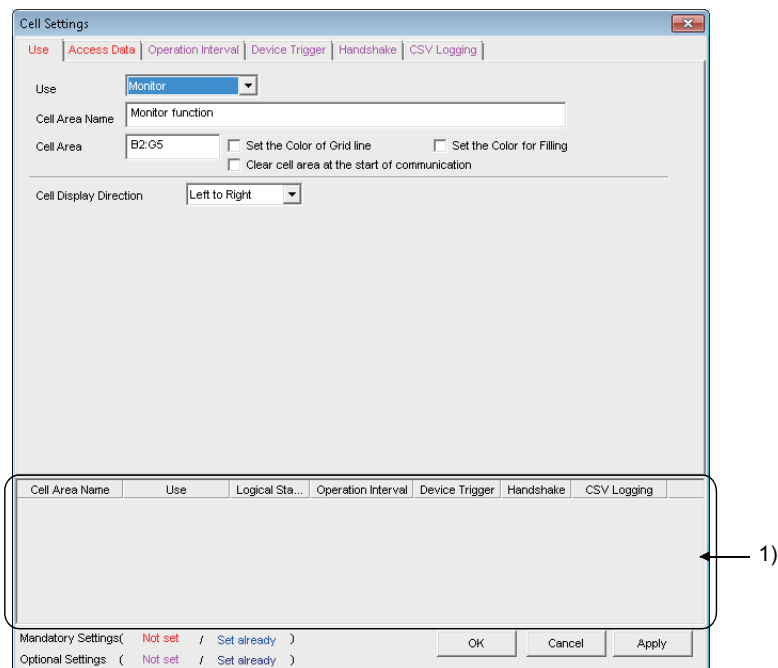 Cell Settings
Use Access Data Operation Interval Device Trigger Handshake CSV Logging
Use Monitor
Cell Area Name Monitor function
Cell Area B2:G5 Set the Color of Grid line Set the Color for Filling
Clear cell area at the start of communication
Cell Display Direction Left to Right
Cell Area Name Use Logical Sta... Operation Interval Device Trigger Handshake CSV Logging
1)
Mandatory Settings( Not set / Set already ) OK Cancel Apply
Optional Settings ( Not set / Set already )